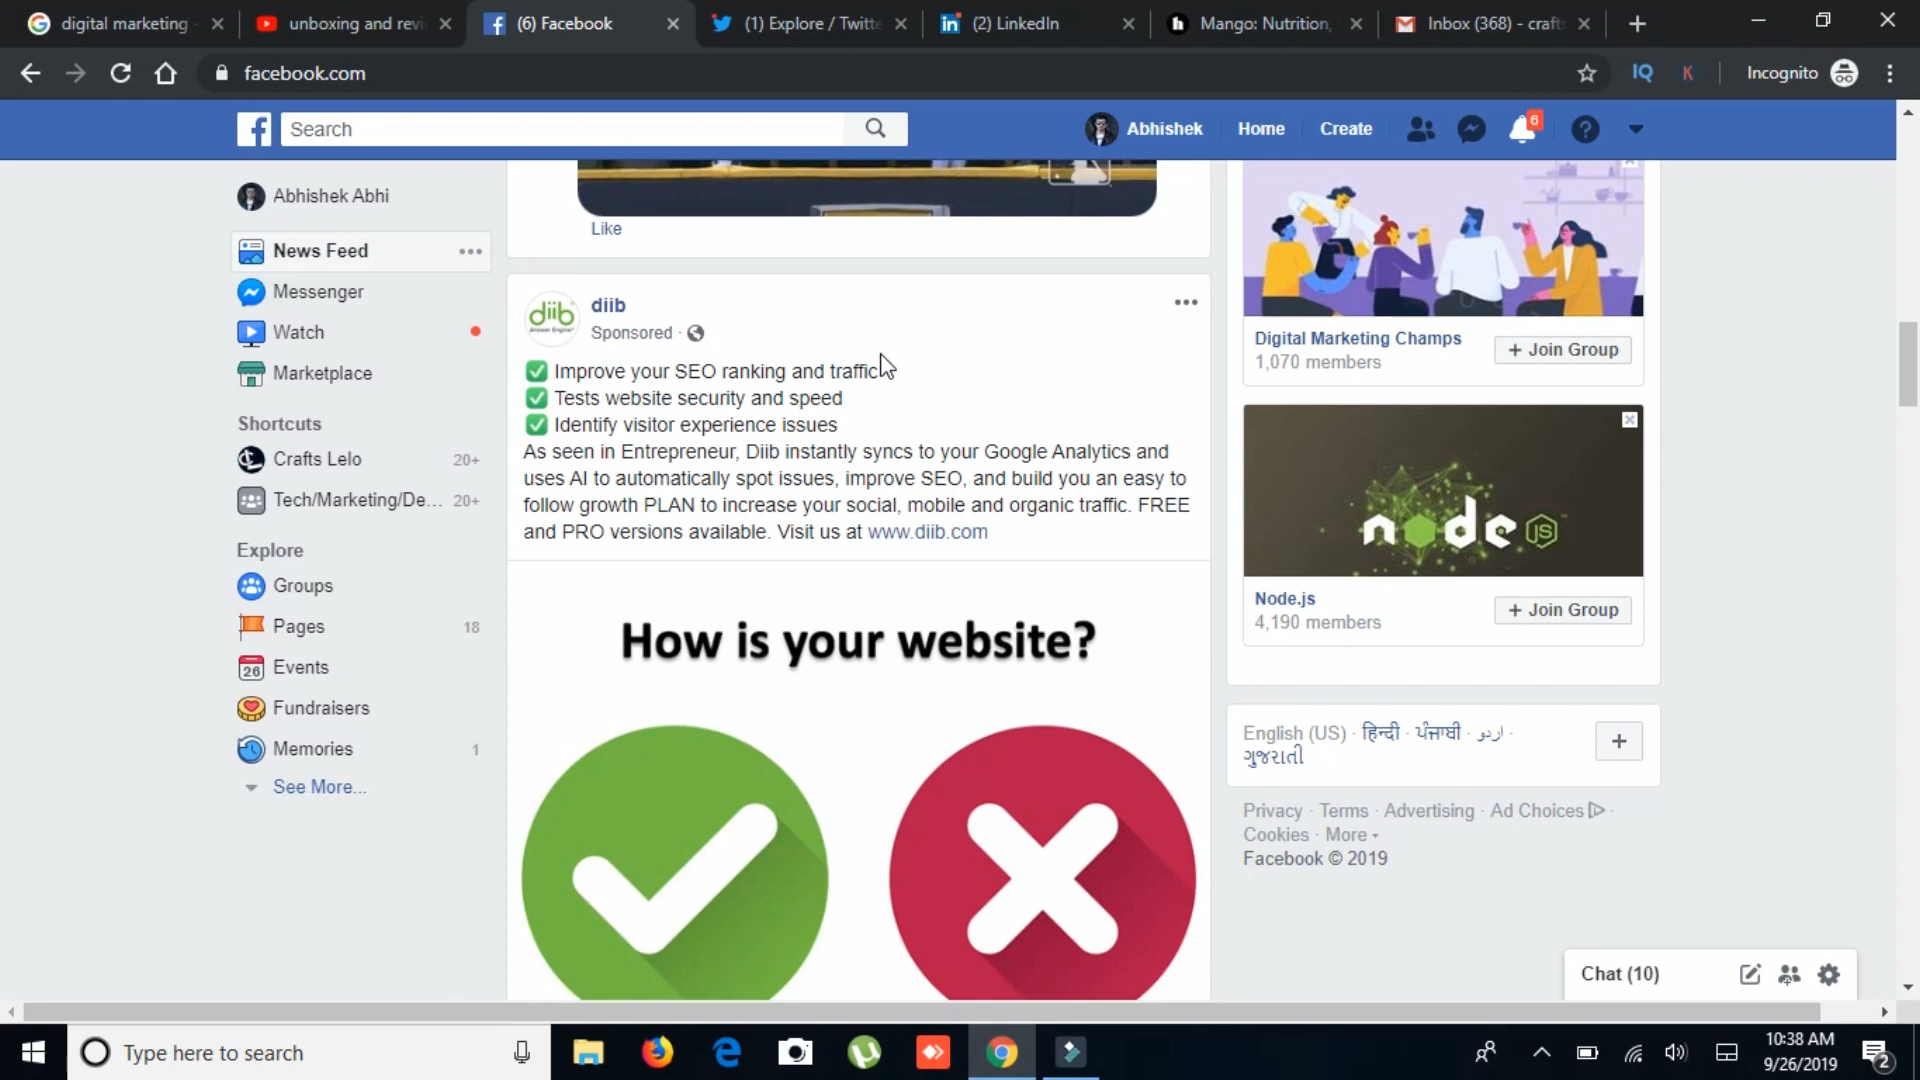 digital marketing
unboxing and revi
(6) Facebook
(1) Explore / Twitte
(2) LinkedIn
Mango: Nutrition,
Inbox (368) - crafts
facebook.com
IQ
K
Incognito
Search
Abhishek
Home
Create
6
Abhishek Abhi
News Feed
Messenger
Watch
Marketplace
Shortcuts
Crafts Lelo 20+
Tech/Marketing/De... 20+
Explore
Groups
Pages 18
26 Events
Fundraisers
Memories 1
See More...
Like
diib
diib
Answer Engine
Sponsored ·
Improve your SEO ranking and traffic
Tests website security and speed
Identify visitor experience issues
As seen in Entrepreneur, Diib instantly syncs to your Google Analytics and
uses AI to automatically spot issues, improve SEO, and build you an easy to
follow growth PLAN to increase your social, mobile and organic traffic. FREE
and PRO versions available. Visit us at www.diib.com
How is your website?
Digital Marketing Champs
1,070 members
+ Join Group
node JS
Node.js
4,190 members
+ Join Group
English (US) · हिन्दी · ਪੰਜਾਬੀ · اردو ·
ગુજરાતી
Privacy · Terms · Advertising · Ad Choices ·
Cookies · More
Facebook © 2019
Chat (10)
Type here to search
10:38 AM
9/26/2019
2